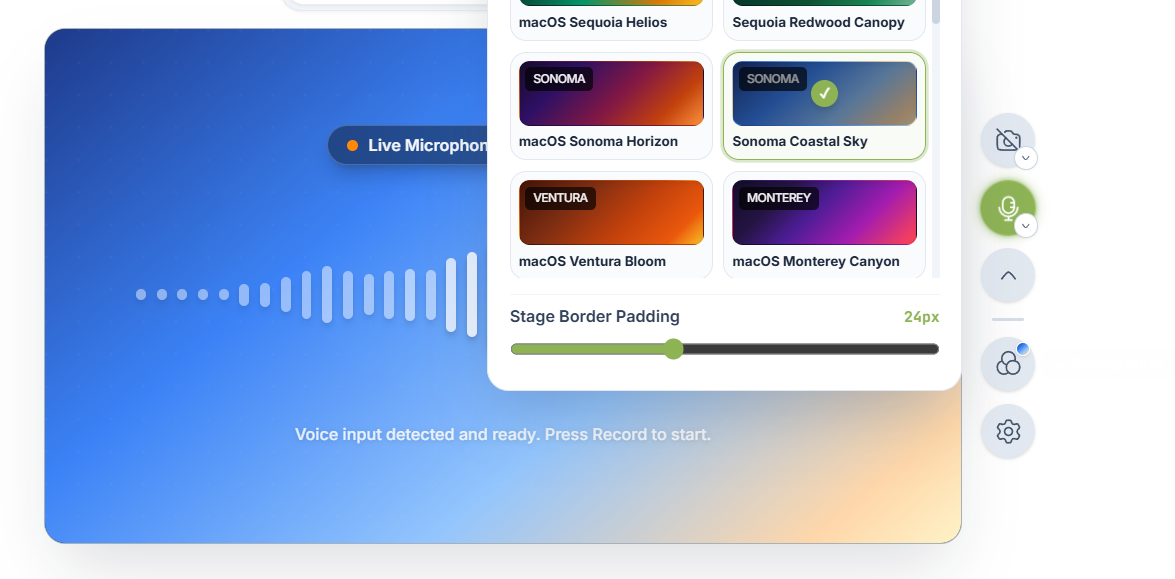 macOS Sequoia Helios
Sequoia Redwood Canopy
SONOMA
macOS Sonoma Horizon
SONOMA
Sonoma Coastal Sky
VENTURA
macOS Ventura Bloom
MONTEREY
macOS Monterey Canyon
Stage Border Padding
24px
Live Microphon
Voice input detected and ready. Press Record to start.